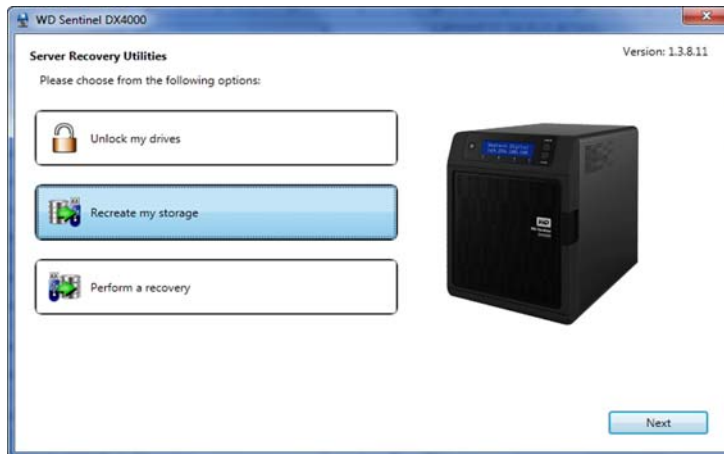 WD Sentinel DX4000
Server Recovery Utilities
Version: 1.3.8.11
Please choose from the following options:
Unlock my drives
Recreate my storage
WD
Perform a recovery
Next